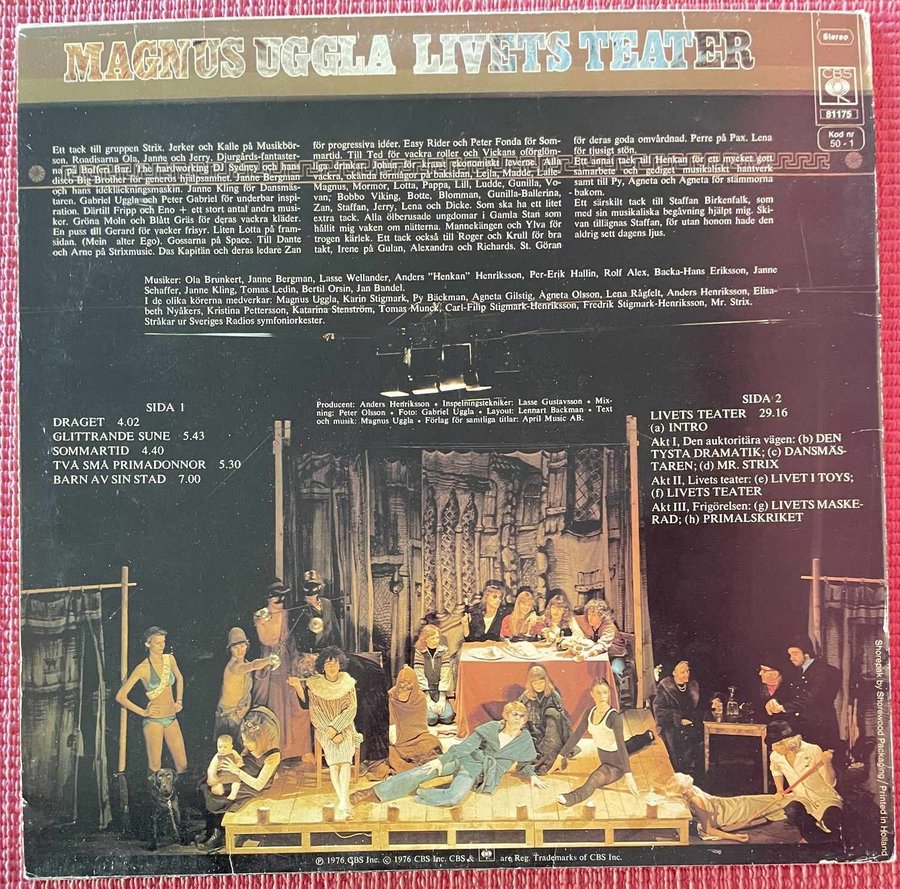 MAGNUS UGGLA LIVETS TEATER
Stereo
CBS
81175
Kod nr
50 - 1
Ett tack till gruppen Strix. Jerker och Kalle på Musikbör-
sen. Roadisarna Ola, Janne och Jerry, Djurgårds-fantaster-
na på Bolfen Bar. The hardworking DJ Sydney och hans
disco Big Brother för generös hjälpsamhet. Janne Bergman
och hans idékläckningsmaskin. Janne Kling för Dansmäs-
taren. Gabriel Uggla och Peter Gabriel för underbar inspi-
ration. Därtill Fripp och Eno + ett stort antal andra musi-
ker. Gröna Moln och Blått Gräs för deras vackra kläder.
En puss till Gerard för vacker frisyr. Liten Lotta på fram-
sidan. (Mein alter Ego). Gossarna på Space. Till Dante
och Arne på Strixmusic. Das Kapitän och deras ledare Zan
för progressiva idéer. Easy Rider och Peter Fonda för Som-
martid. Till Ted för vackra roller och Vickans oförglöm-
liga drinkar. Johan för krasst ekonomiskt leverne. Alla
vackra, okända förmågor på baksidan, Lejla, Madde, Lalle-
Magnus, Mormor, Lotta, Pappa, Lill, Ludde, Gunilla, Vo-
van; Bobbo Viking, Botte, Blomman, Gunilla-Ballerina,
Zan, Staffan, Jerry, Lena och Dicke. Som ska ha ett litet
extra tack. Alla ölberusade ungdomar i Gamla Stan som
hållit mig vaken om nätterna. Mannekängen och Ylva för
trogen kärlek. Ett tack också till Roger och Krull för bra
takt, Irene på Gulan, Alexandra och Richards. St. Göran
för deras goda omvårdnad. Perre på Pax. Lena
för tjusigt stön.
Ett annat tack till Henkan för ett mycket gott
samarbete och gediget musikaliskt hantverk
samt till Py, Agneta och Agneta för stämmorna
- bakom.
Ett särskilt tack till Staffan Birkenfalk, som
med sin musikaliska begåvning hjälpt mig. Ski-
van tillägnas Staffan, för utan honom hade den
aldrig sett dagens ljus.
Musiker: Ola Brunkert, Janne Bergman, Lasse Wellander, Anders "Henkan" Henriksson, Per-Erik Hallin, Rolf Alex, Backa-Hans Eriksson, Janne
Schaffer, Janne Kling, Tomas Ledin, Bertil Orsin, Jan Bandel.
I de olika körerna medverkar: Magnus Uggla, Karin Stigmark, Py Bäckman, Agneta Gilstig, Agneta Olsson, Lena Rågfelt, Anders Henriksson, Elisa-
beth Nyåkers, Kristina Pettersson, Katarina Stenström, Tomas Munck, Carl-Filip Stigmark-Henriksson, Fredrik Stigmark-Henriksson, Mr. Strix.
Stråkar ur Sveriges Radios symfoniorkester.
Producent: Anders Henriksson • Inspelningstekniker: Lasse Gustavsson • Mix-
ning: Peter Olsson • Foto: Gabriel Uggla • Layout: Lennart Backman • Text
och musik: Magnus Uggla • Förlag för samtliga titlar: April Music AB.
SIDA 1
DRAGET 4.02
GLITTRANDE SUNE 5.43
SOMMARTID 4.40
TVÅ SMÅ PRIMADONNOR 5.30
BARN AV SIN STAD 7.00
SIDA 2
LIVETS TEATER 29.16
(a) INTRO
Akt I, Den auktoritära vägen: (b) DEN
TYSTA DRAMATIK; (c) DANSMÄS-
TAREN; (d) MR. STRIX
Akt II, Livets teater: (e) LIVET I TOYS;
(f) LIVETS TEATER
Akt III, Frigörelsen: (g) LIVETS MASKE-
RAD; (h) PRIMALSKRIKET
Shorepak by Shorewood Packaging / Printed in Holland
℗ 1976 CBS Inc. © 1976 CBS Inc. CBS & are Reg. Trademarks of CBS Inc.